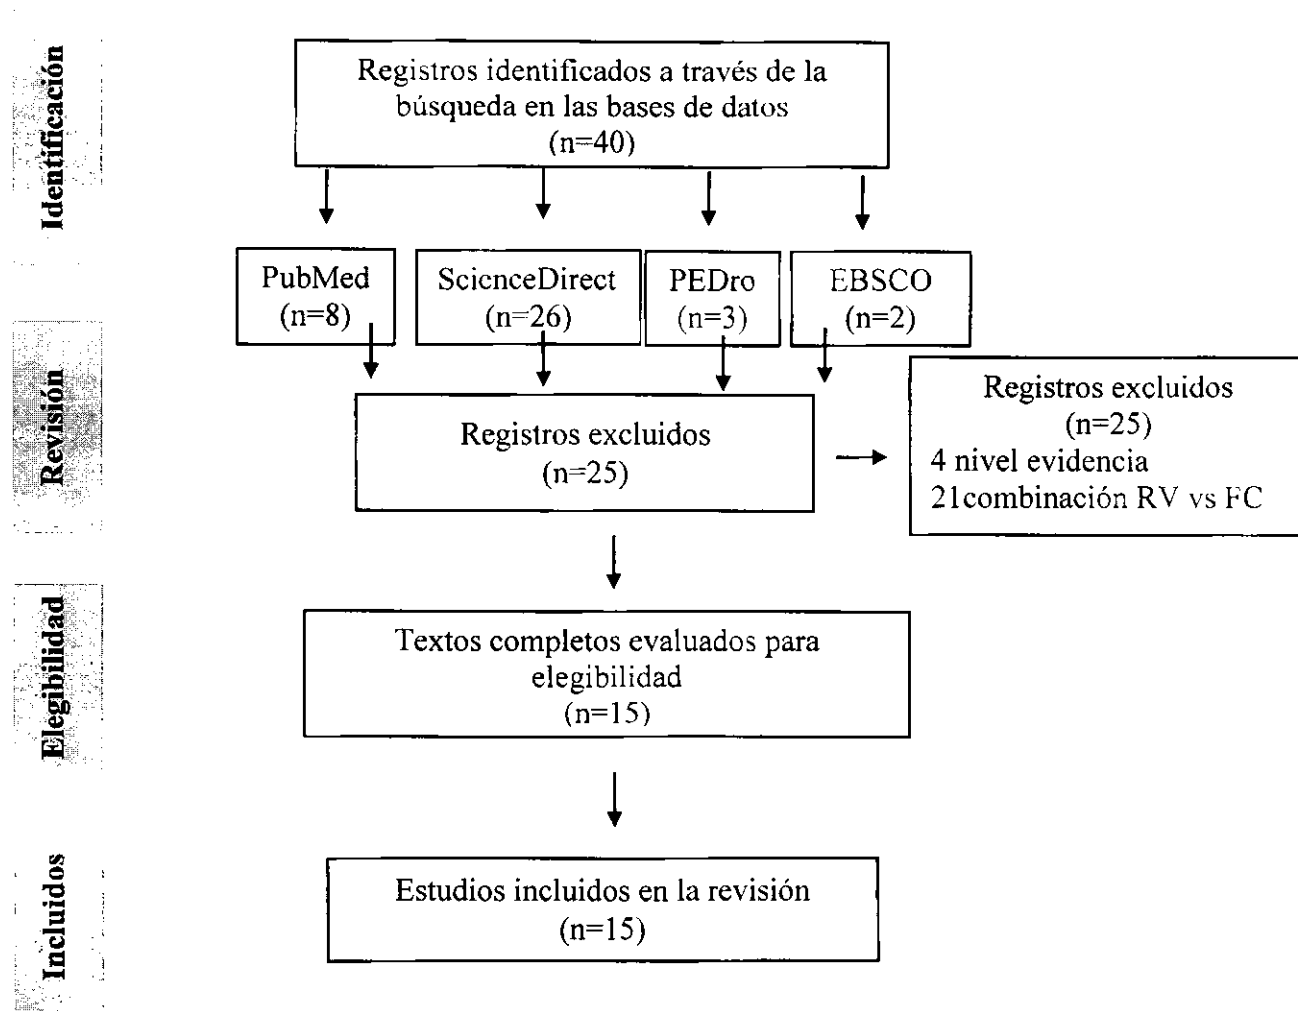 Identificación
Registros identificados a través de la
búsqueda en las bases de datos
(n=40)
PubMed
(n=8)
ScienceDirect
(n=26)
PEDro
(n=3)
EBSCO
(n=2)
Revisión
Registros excluidos
(n=25)
Registros excluidos
(n=25)
4 nivel evidencia
21combinación RV vs FC
Elegibilidad
Textos completos evaluados para
elegibilidad
(n=15)
Incluidos
Estudios incluidos en la revisión
(n=15)